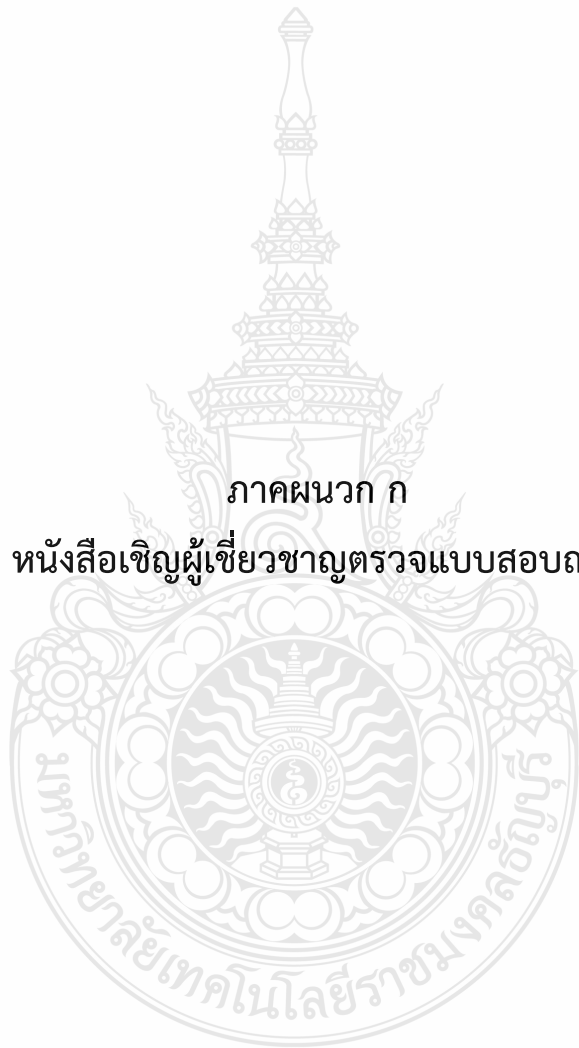 ภาคผนวก ก
หนังสือเชิญผู้เชี่ยวชาญตรวจแบบสอบถ
มหาวิทยาลัยเทคโนโลยีราชมงคลธัญบุรี